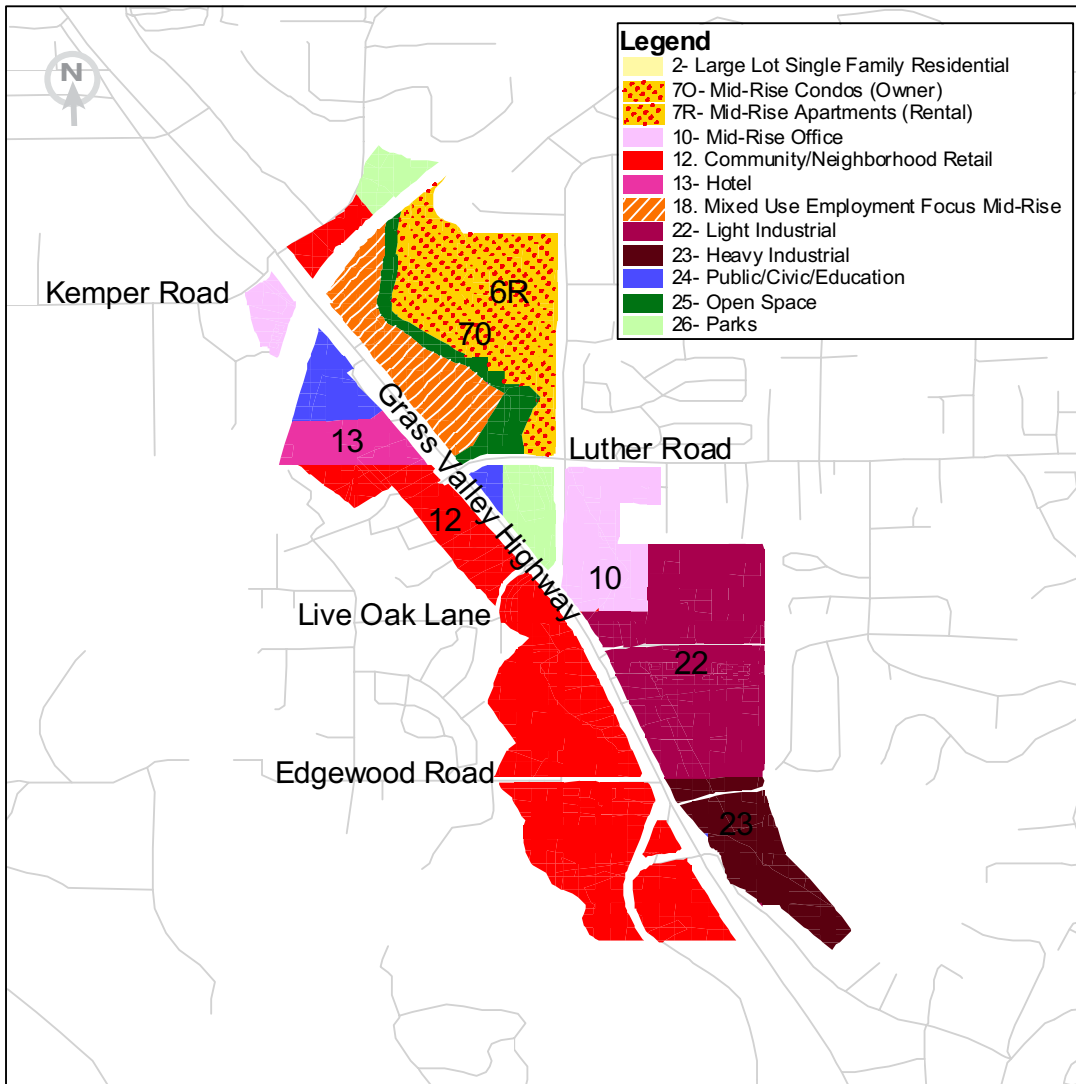 N
Legend
2- Large Lot Single Family Residential
7O- Mid-Rise Condos (Owner)
7R- Mid-Rise Apartments (Rental)
10- Mid-Rise Office
12. Community/Neighborhood Retail
13- Hotel
18. Mixed Use Employment Focus Mid-Rise
22- Light Industrial
23- Heavy Industrial
24- Public/Civic/Education
25- Open Space
26- Parks
Kemper Road
6R
70
Grass Valley Highway
13
Luther Road
12
10
Live Oak Lane
22
Edgewood Road
23